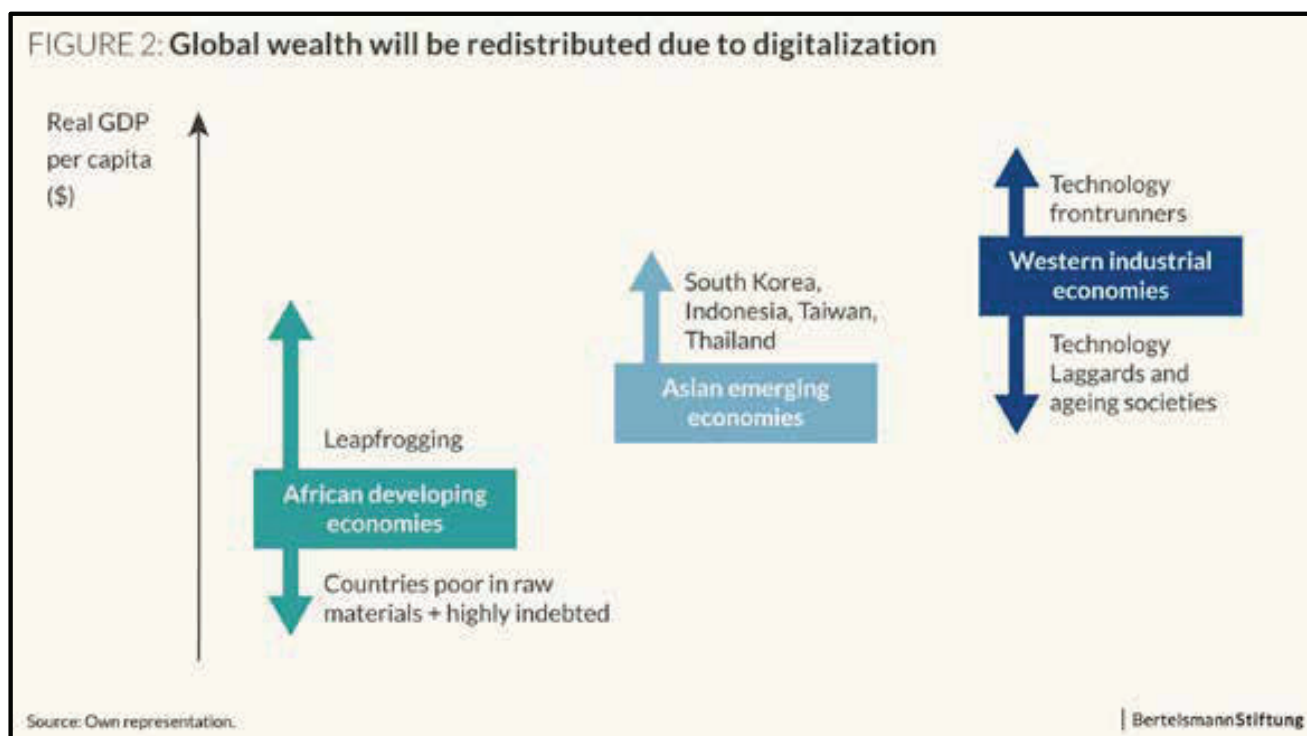 FIGURE 2: Global wealth will be redistributed due to digitalization
Real GDP
per capita
($)
Technology
frontrunners
Western industrial
economies
Technology
Laggards and
ageing societies
South Korea,
Indonesia, Taiwan,
Thailand
Asian emerging
economies
Leapfrogging
African developing
economies
Countries poor in raw
materials + highly indebted
Source: Own representation.
BertelsmannStiftung